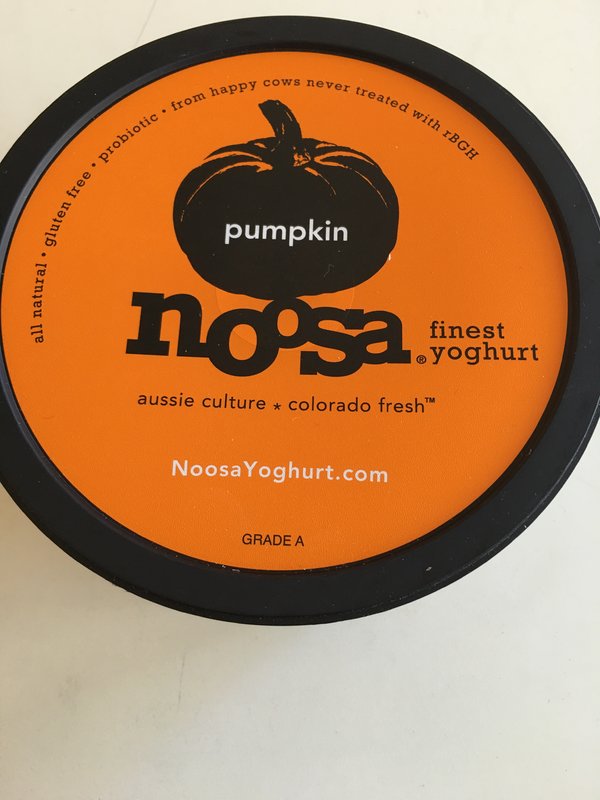 all natural • gluten free • probiotic • from happy cows never treated with rBGH
pumpkin
noosa®
finest
yoghurt
aussie culture ★ colorado fresh™
NoosaYoghurt.com
GRADE A